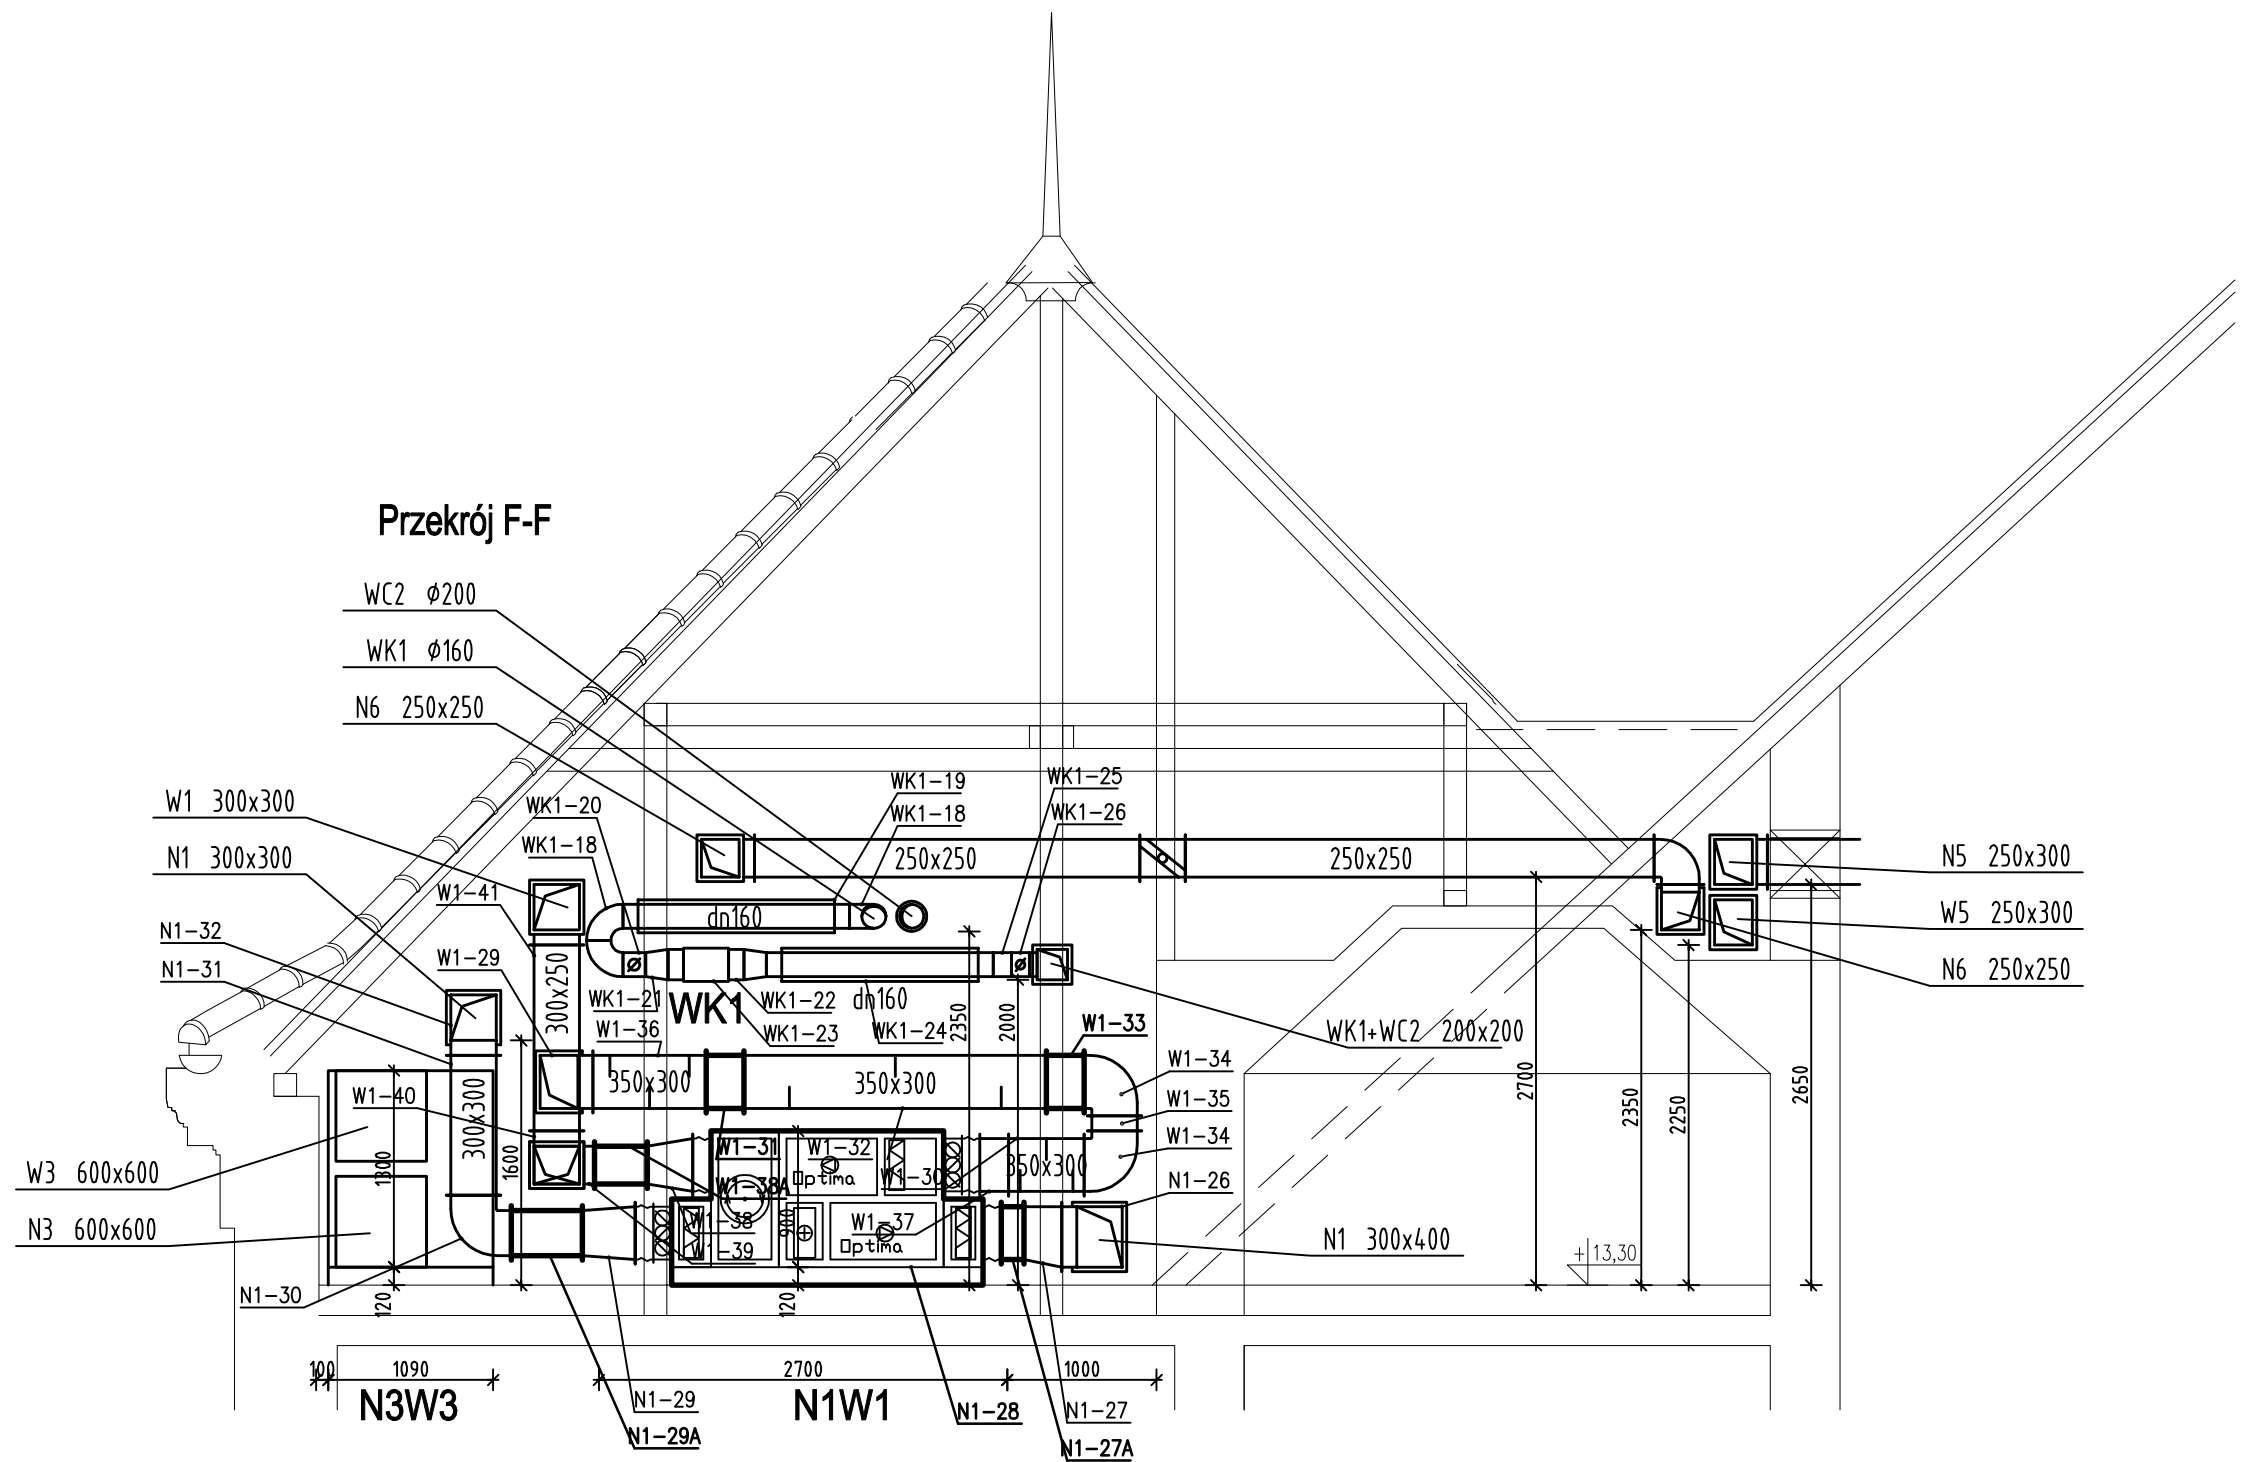 Przekrój F-F
WC2 ϕ200
WK1 ϕ160
N6 250x250
W1 300x300
N1 300x300
WK1-20
WK1-18
W1-41
N1-32
N1-31
W1-29
WK1-19
WK1-18
WK1-25
WK1-26
250x250
250x250
N5 250x300
W5 250x300
N6 250x250
dn160
300x250
WK1-21
WK1
WK1-22
WK1-23
dn160
WK1-24
W1-36
2350
2000
W1-33
WK1+WC2 200x200
350x300
350x300
W1-34
W1-35
W1-34
N1-26
2700
2350
2250
2650
W1-40
300x300
1300
1600
W3 600x600
N3 600x600
W1-31
W1-32
Optima
W1-30
350x300
W1-38A
W1-38
W1-39
900
W1-37
Optima
N1 300x400
+13,30
N1-30
120
120
100
1090
2700
1000
N3W3
N1W1
N1-29
N1-29A
N1-28
N1-27
N1-27A